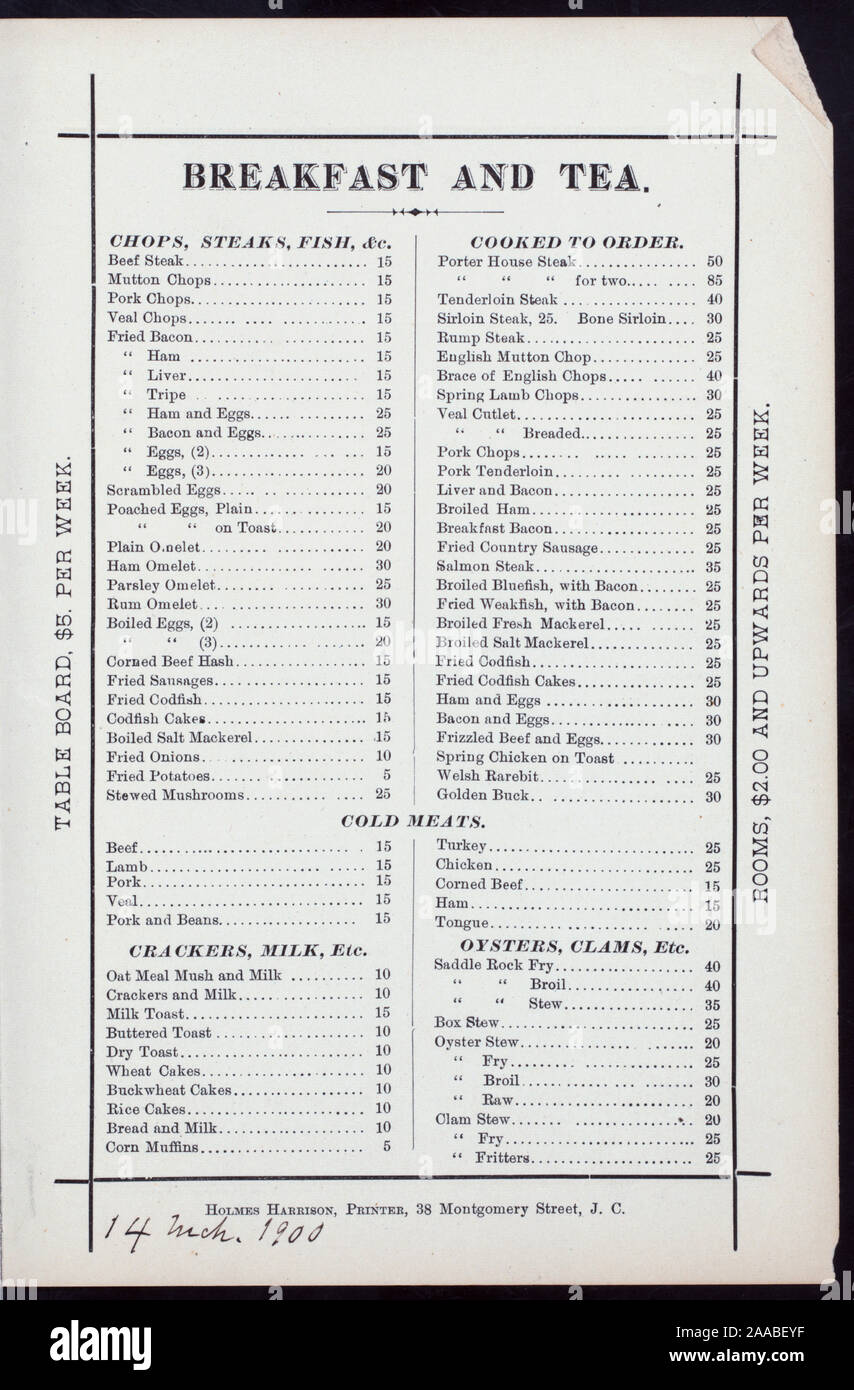 BREAKFAST AND TEA.
CHOPS, STEAKS, FISH, &c.
Beef Steak 15
Mutton Chops 15
Pork Chops 15
Veal Chops 15
Fried Bacon 15
" Ham 15
" Liver 15
" Tripe 15
" Ham and Eggs 25
" Bacon and Eggs 25
" Eggs, (2) 15
" Eggs, (3) 20
Scrambled Eggs 20
Poached Eggs, Plain 15
" " on Toast 20
Plain Omelet 20
Ham Omelet 30
Parsley Omelet 25
Rum Omelet 30
Boiled Eggs, (2) 15
" " (3) 20
Corned Beef Hash 15
Fried Sausages 15
Fried Codfish 15
Codfish Cakes 15
Boiled Salt Mackerel 15
Fried Onions 10
Fried Potatoes 5
Stewed Mushrooms 25
COOKED TO ORDER.
Porter House Steak 50
" " " for two 85
Tenderloin Steak 40
Sirloin Steak, 25. Bone Sirloin 30
Rump Steak 25
English Mutton Chop 25
Brace of English Chops 40
Spring Lamb Chops 30
Veal Cutlet 25
" " Breaded 25
Pork Chops 25
Pork Tenderloin 25
Liver and Bacon 25
Broiled Ham 25
Breakfast Bacon 25
Fried Country Sausage 25
Salmon Steak 35
Broiled Bluefish, with Bacon 25
Fried Weakfish, with Bacon 25
Broiled Fresh Mackerel 25
Broiled Salt Mackerel 25
Fried Codfish 25
Fried Codfish Cakes 25
Ham and Eggs 30
Bacon and Eggs 30
Frizzled Beef and Eggs 30
Spring Chicken on Toast
Welsh Rarebit 25
Golden Buck 30
COLD MEATS.
Beef 15
Lamb 15
Pork 15
Veal 15
Pork and Beans 15
Turkey 25
Chicken 25
Corned Beef 15
Ham 15
Tongue 20
CRACKERS, MILK, Etc.
Oat Meal Mush and Milk 10
Crackers and Milk 10
Milk Toast 15
Buttered Toast 10
Dry Toast 10
Wheat Cakes 10
Buckwheat Cakes 10
Rice Cakes 10
Bread and Milk 10
Corn Muffins 5
OYSTERS, CLAMS, Etc.
Saddle Rock Fry 40
" " Broil 40
" " Stew 35
Box Stew 25
Oyster Stew 20
" Fry 25
" Broil 30
" Raw 20
Clam Stew 20
" Fry 25
" Fritters 25
TABLE BOARD, $5. PER WEEK.
ROOMS, $2.00 AND UPWARDS PER WEEK.
HOLMES HARRISON, PRINTER, 38 Montgomery Street, J. C.
14 Mch. 1900
alamy
Image ID: 2AABEYF
www.alamy.com